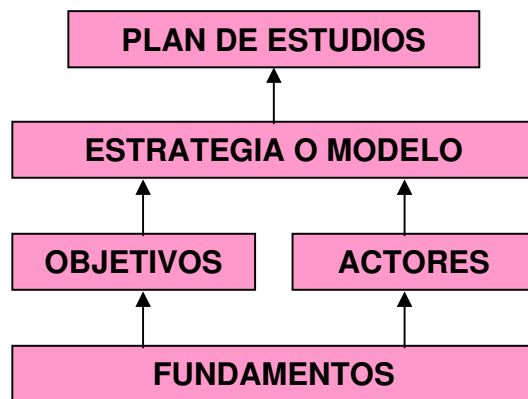 PLAN DE ESTUDIOS
ESTRATEGIA O MODELO
OBJETIVOS
ACTORES
FUNDAMENTOS